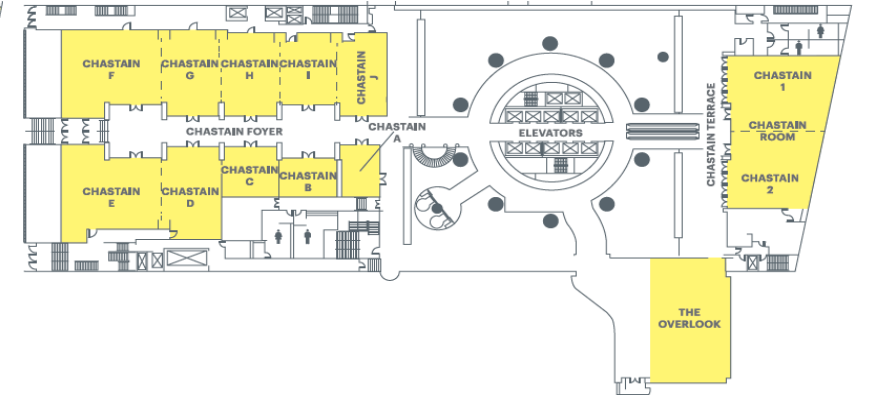 CHASTAIN
F
CHASTAIN
G
CHASTAIN
H
CHASTAIN
I
CHASTAIN
J
CHASTAIN FOYER
CHASTAIN
A
CHASTAIN
E
CHASTAIN
D
CHASTAIN
C
CHASTAIN
B
ELEVATORS
CHASTAIN TERRACE
CHASTAIN
1
CHASTAIN
ROOM
CHASTAIN
2
THE
OVERLOOK